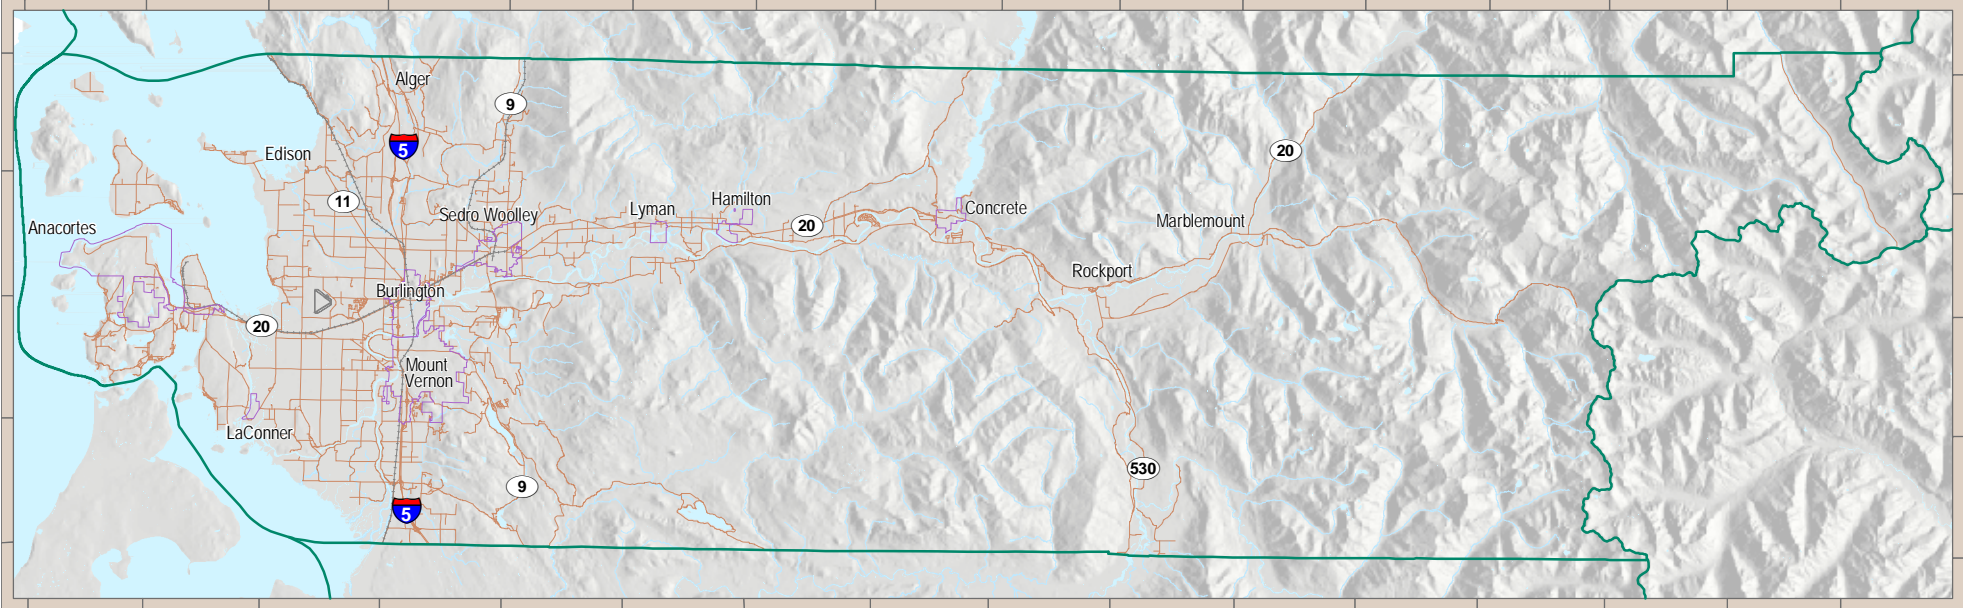 Alger
9
5
Edison
20
11
Hamilton
Lyman
Sedro Woolley
Concrete
Anacortes
20
Marblemount
Rockport
Burlington
20
Mount
Vernon
LaConner
530
9
5